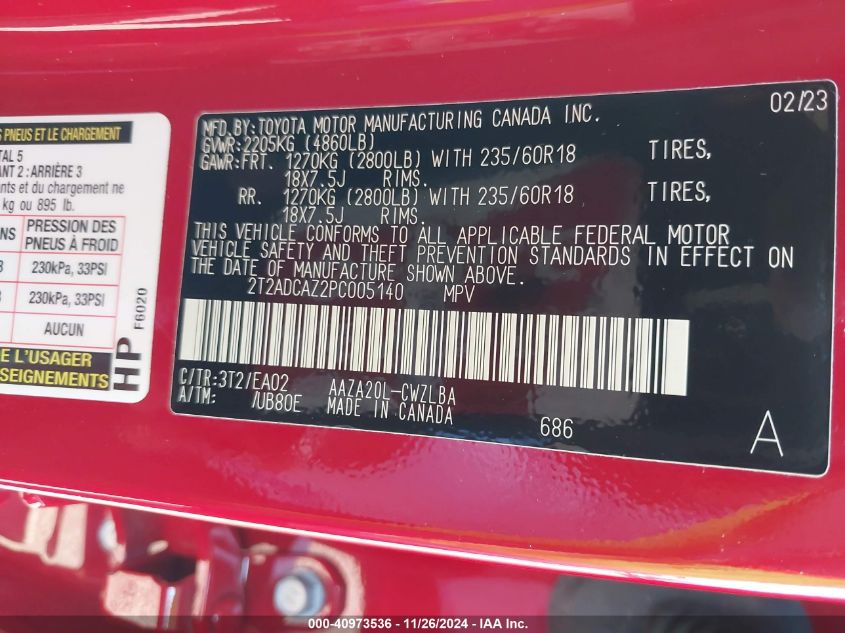 S PNEUS ET LE CHARGEMENT
TAL 5
ANT 2 : ARRIÈRE 3
ants et du chargement ne
kg ou 895 lb.
NS PRESSION DES PNEUS À FROID
230kPa, 33PSI
230kPa, 33PSI
AUCUN
E L'USAGER
SEIGNEMENTS
HP F6020
02/23
MFD.BY:TOYOTA MOTOR MANUFACTURING CANADA INC.
GVWR:2205KG (4860LB)
GAWR:FRT. 1270KG (2800LB) WITH 235/60R18 TIRES,
18X7.5J RIMS.
RR. 1270KG (2800LB) WITH 235/60R18 TIRES,
18X7.5J RIMS.
THIS VEHICLE CONFORMS TO ALL APPLICABLE FEDERAL MOTOR
VEHICLE SAFETY AND THEFT PREVENTION STANDARDS IN EFFECT ON
THE DATE OF MANUFACTURE SHOWN ABOVE.
2T2ADCAZ2PC005140 MPV
C/TR:3T2/EA02 AAZA20L-CWZLBA
A/TM: /UB80E MADE IN CANADA
686
A
000-40973536 - 11/26/2024 - IAA Inc.